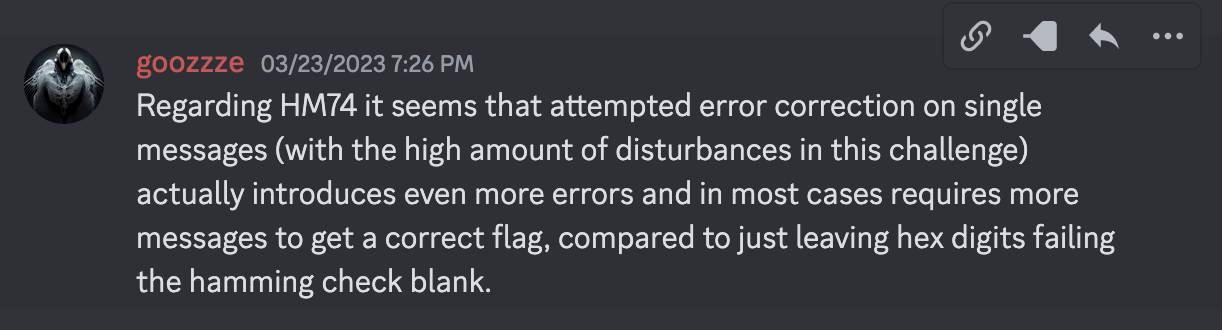 goozzze 03/23/2023 7:26 PM
Regarding HM74 it seems that attempted error correction on single
messages (with the high amount of disturbances in this challenge)
actually introduces even more errors and in most cases requires more
messages to get a correct flag, compared to just leaving hex digits failing
the hamming check blank.